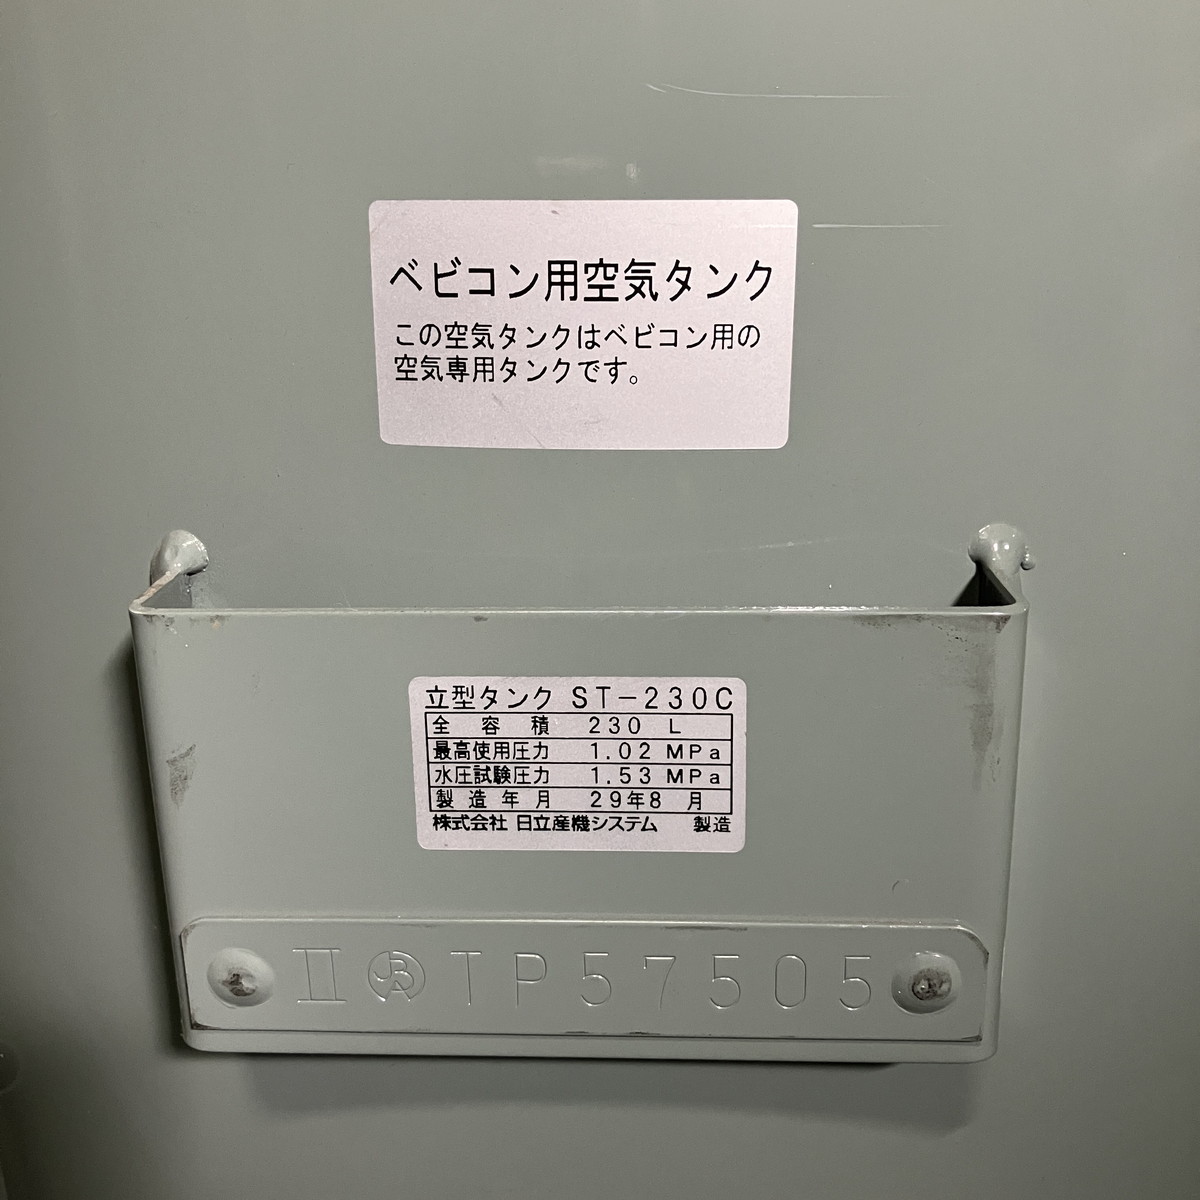 ベビコン用空気タンク
この空気タンクはベビコン用の
空気専用タンクです。
立型タンク ST-230C
全容積 230 L
最高使用圧力 1.02 MPa
水圧試験圧力 1.53 MPa
製造年月 29年8 月
株式会社 日立産機システム 製造
II TP57505